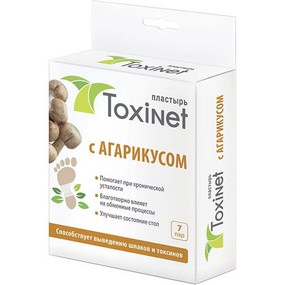 пластырь
Toxinet
с АГАРИКУСОМ
• Помогает при хронической
усталости
• Благотворно влияет
на обменные процессы
• Улучшает состояние стоп
7
пар
Способствует выведению шлаков и токсинов
пластырь
Toxinet
с АГАРИКУСОМ